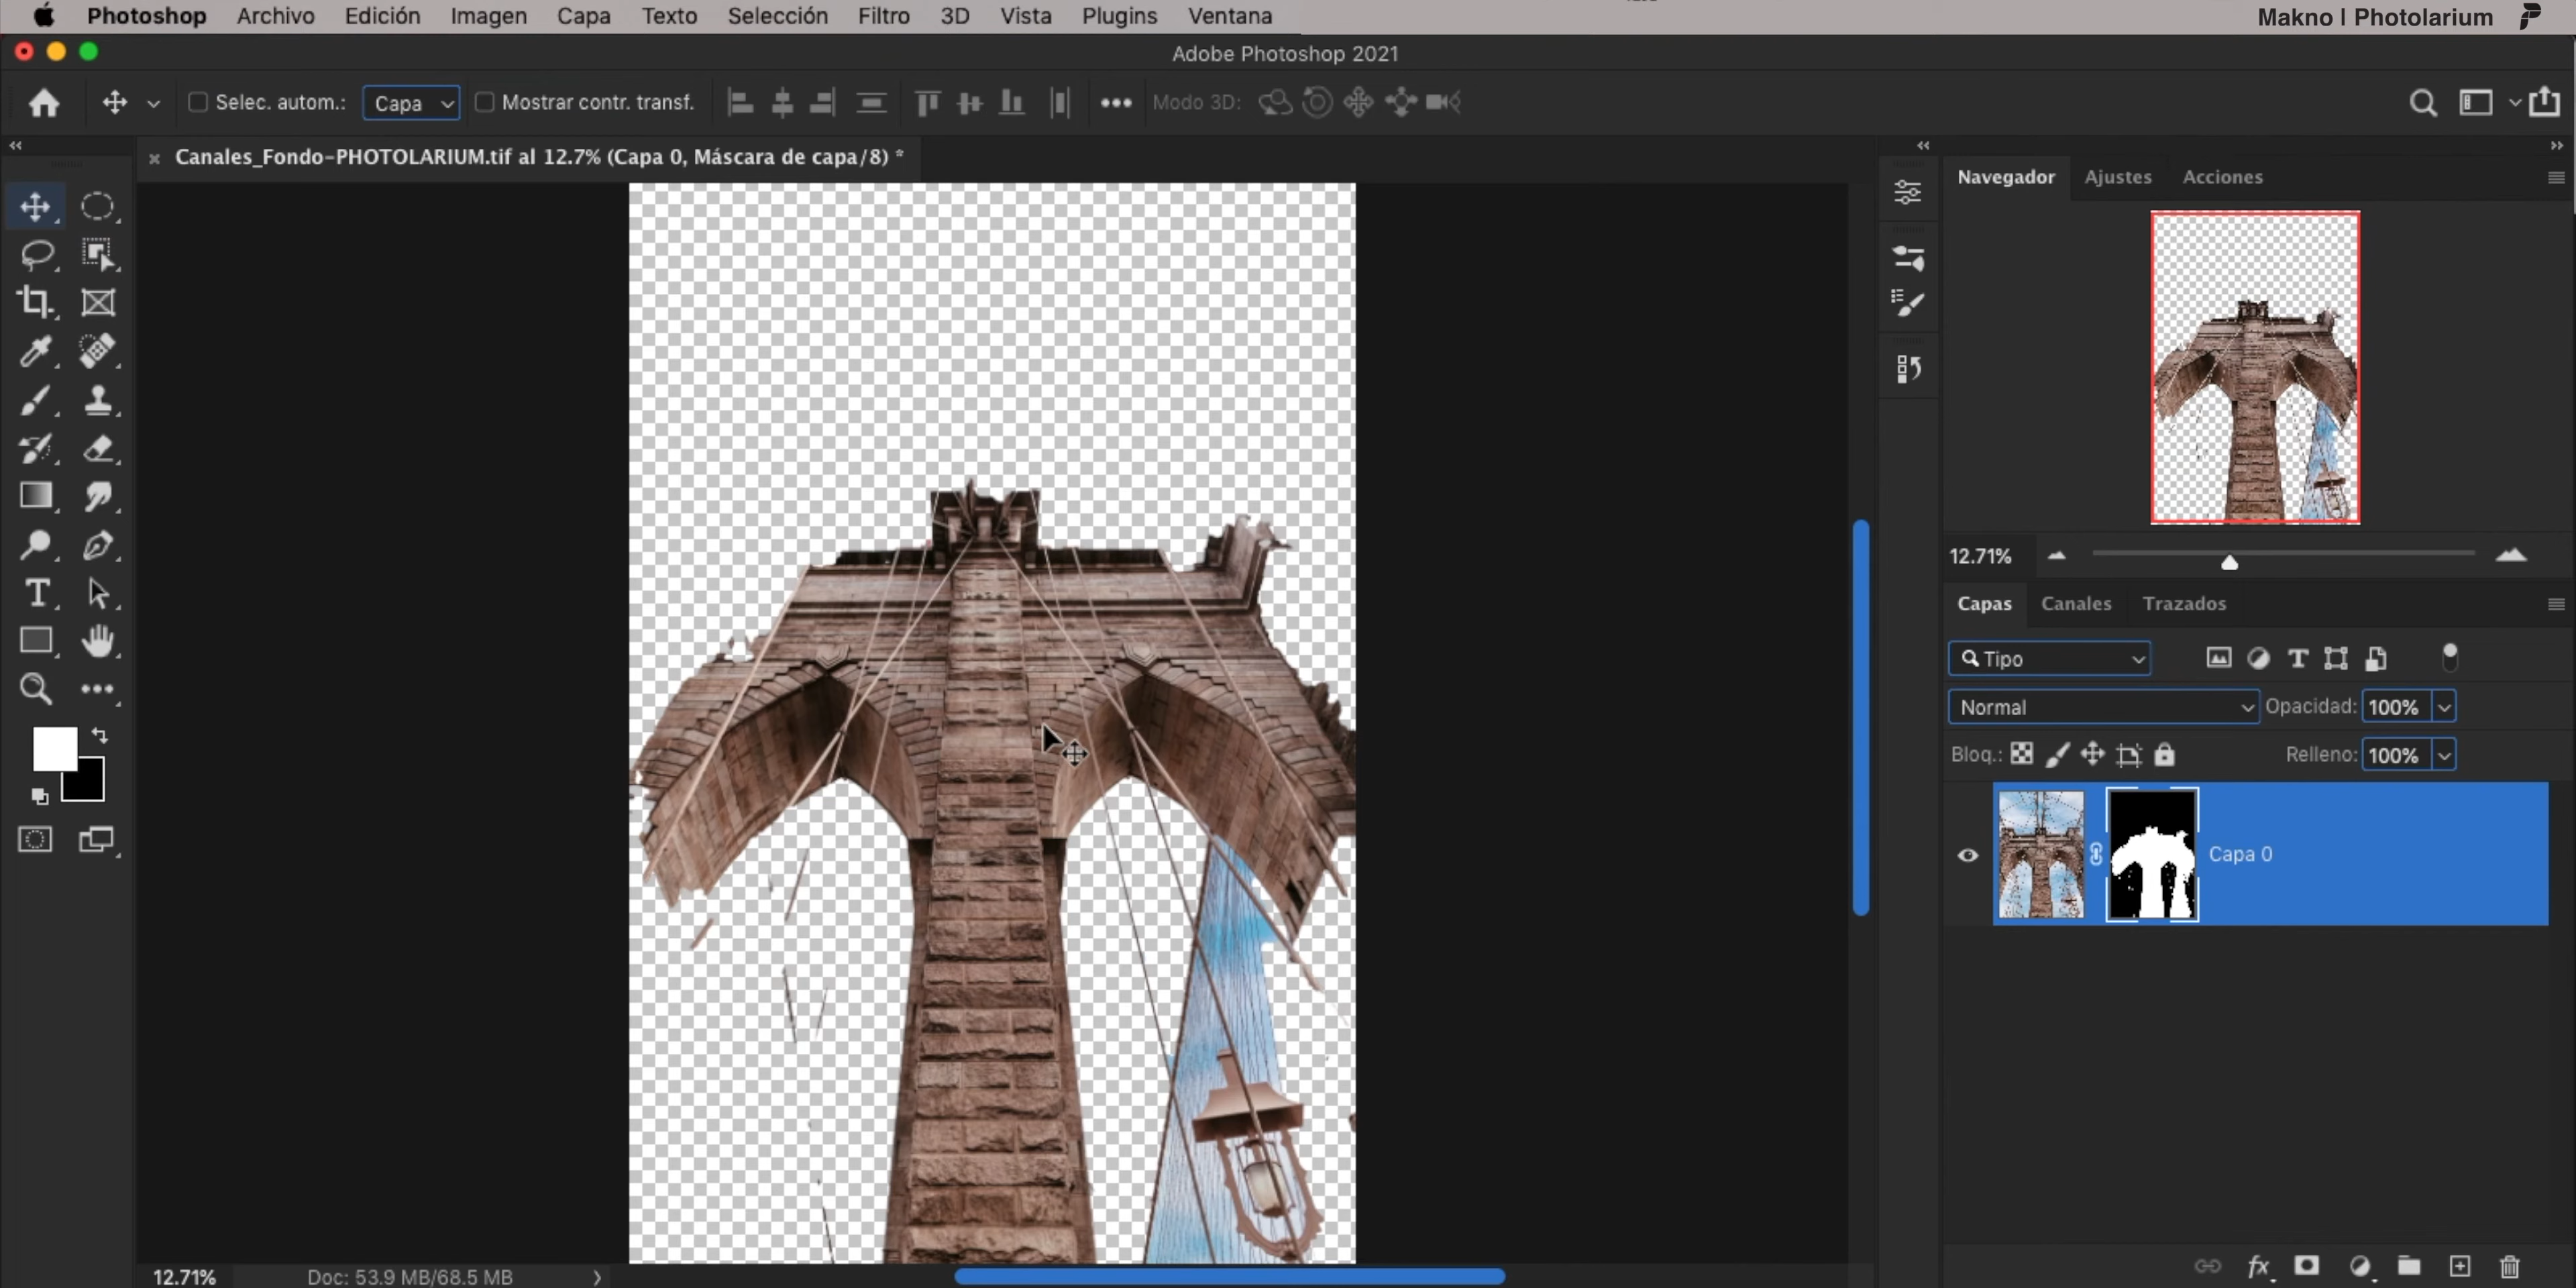 Photoshop Archivo Edición Imagen Capa Texto Selección Filtro 3D Vista Plugins Ventana
Makno | Photolarium
Adobe Photoshop 2021
Selec. autom.: Capa Mostrar contr. transf. Modo 3D:
Canales_Fondo-PHOTOLARIUM.tif al 12.7% (Capa 0, Máscara de capa/8) *
Navegador Ajustes Acciones
12.71%
Capas Canales Trazados
Tipo
Normal Opacidad: 100%
Bloq.: Relleno: 100%
Capa 0
12.71% Doc: 53.9 MB/68.5 MB